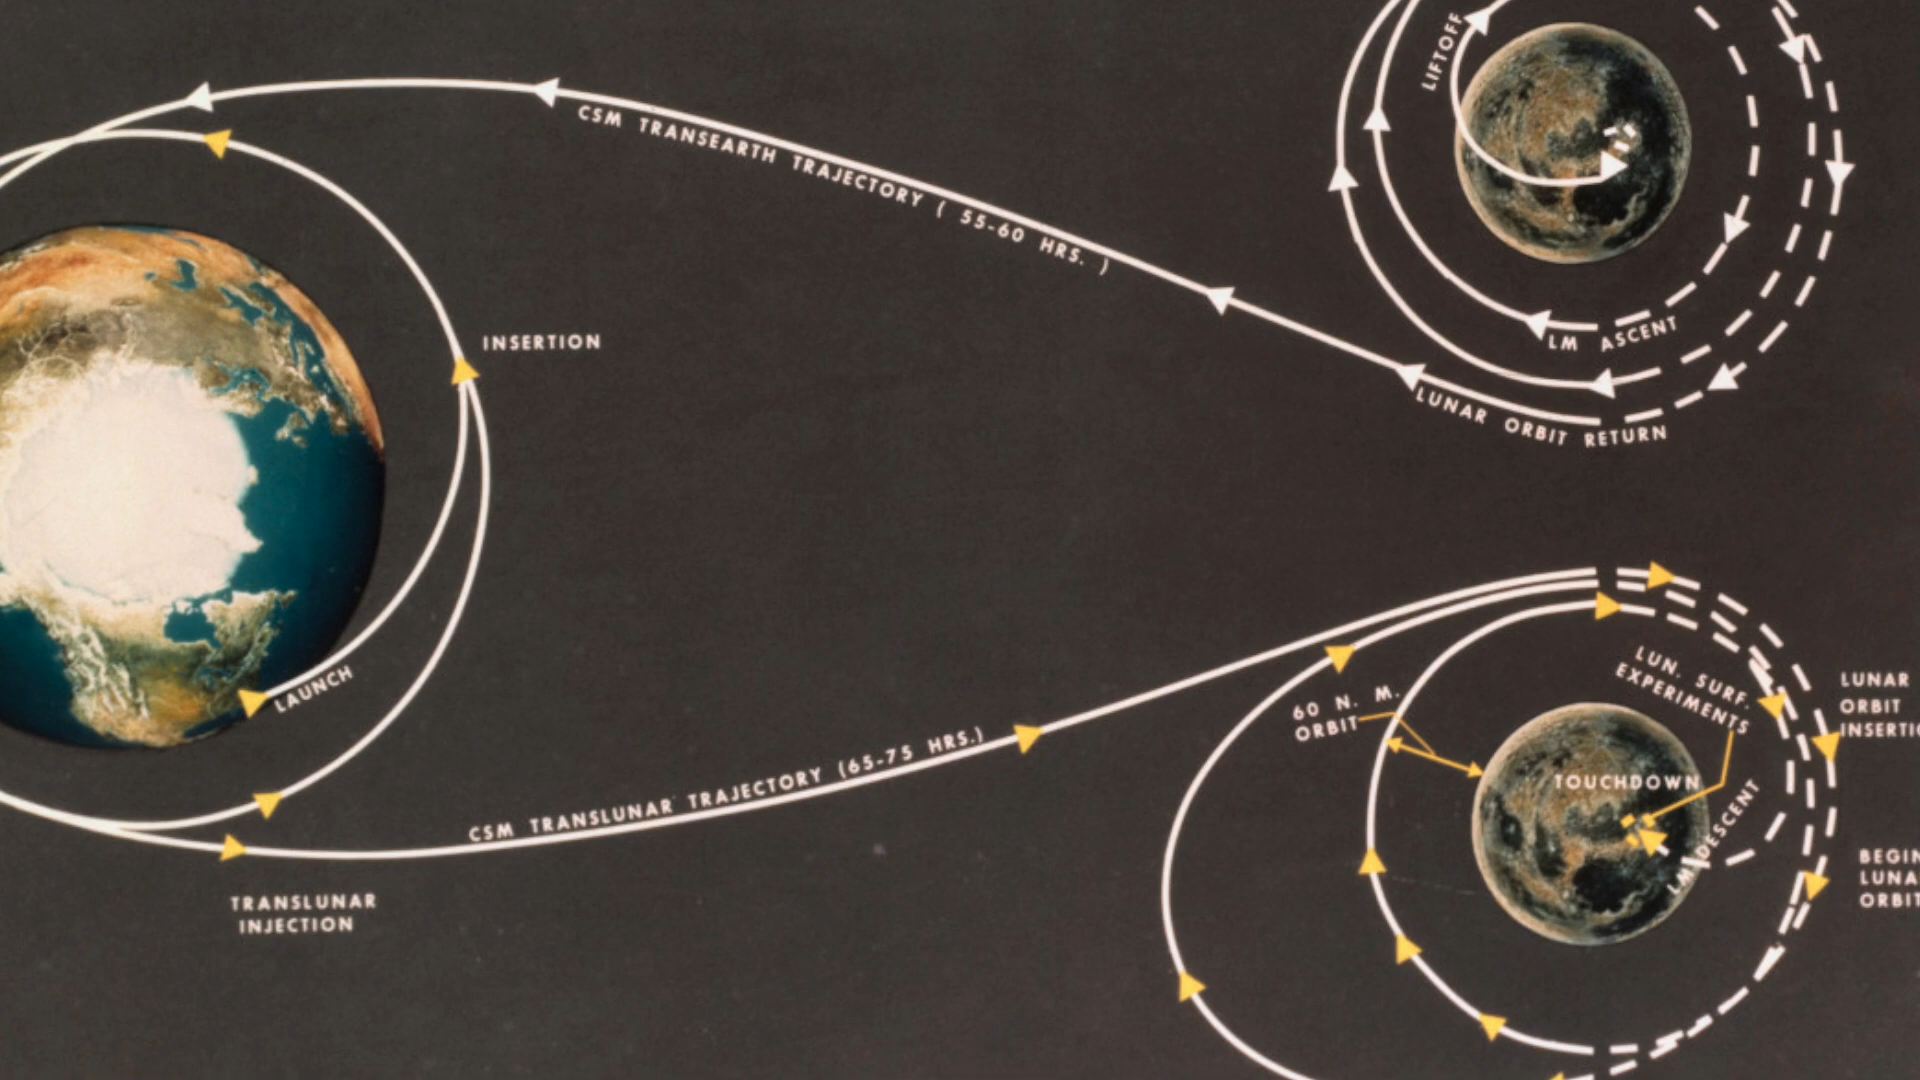 LIFTOFF
CSM TRANSEARTH TRAJECTORY ( 55-60 HRS. )
INSERTION
LM ASCENT
LUNAR ORBIT RETURN
LAUNCH
LUN. SURF.
EXPERIMENTS
LUNAR
ORBIT
60 N. M.
ORBIT
CSM TRANSLUNAR TRAJECTORY (65-75 HRS.)
TOUCHDOWN
LM DESCENT
BEGIN
TRANSLUNAR
INJECTION